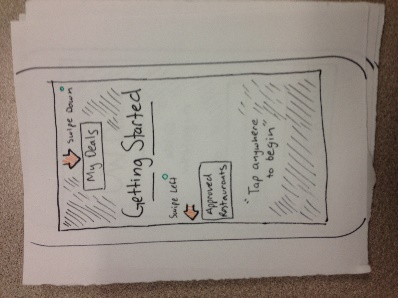 Swipe Down
My Deals
Getting Started
Swipe Left
Approved
Restaurants
"Tap anywhere
to begin"